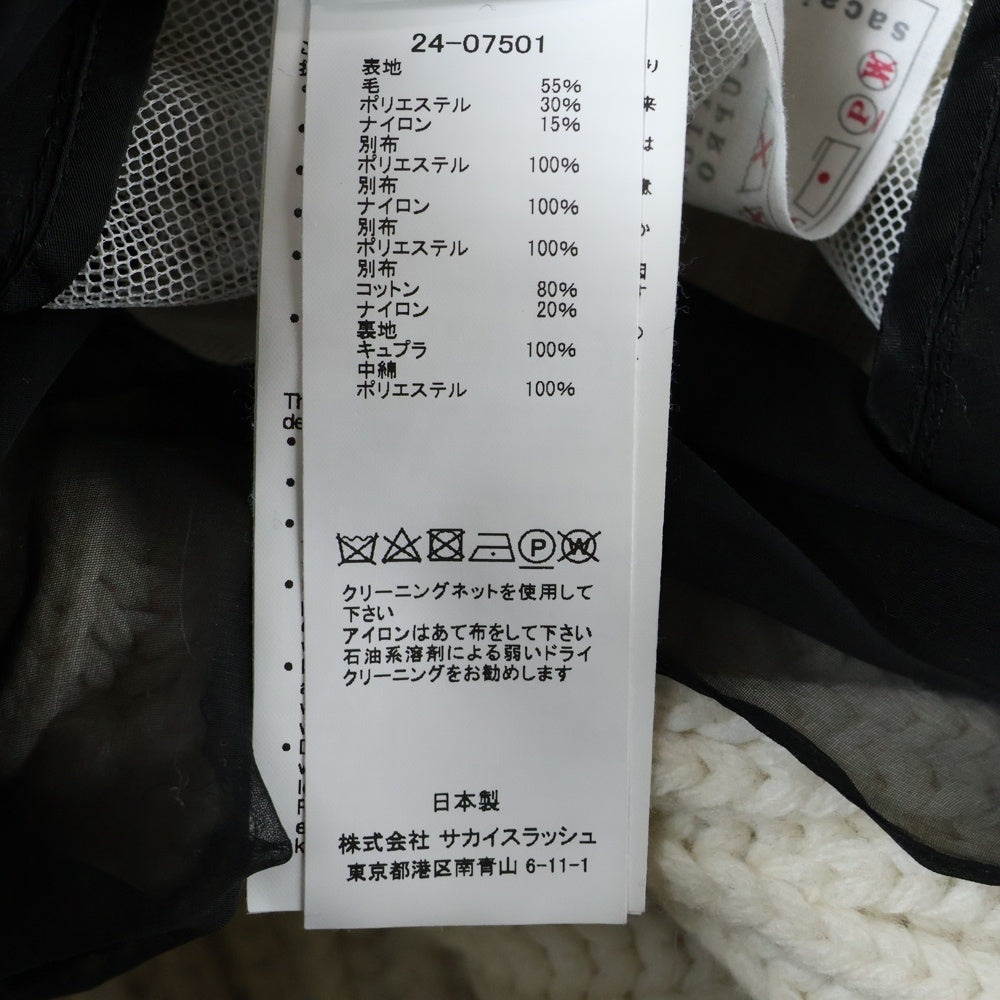 24-07501
表地
毛 55%
ポリエステル 30%
ナイロン 15%
別布
ポリエステル 100%
別布
ナイロン 100%
別布
ポリエステル 100%
別布
コットン 80%
ナイロン 20%
裏地
キュプラ 100%
中綿
ポリエステル 100%
P W
クリーニングネットを使用して
下さい
アイロンはあて布をして下さい
石油系溶剤による弱いドライ
クリーニングをお勧めします
日本製
株式会社 サカイスラッシュ
東京都港区南青山 6-11-1
sacai
W
P